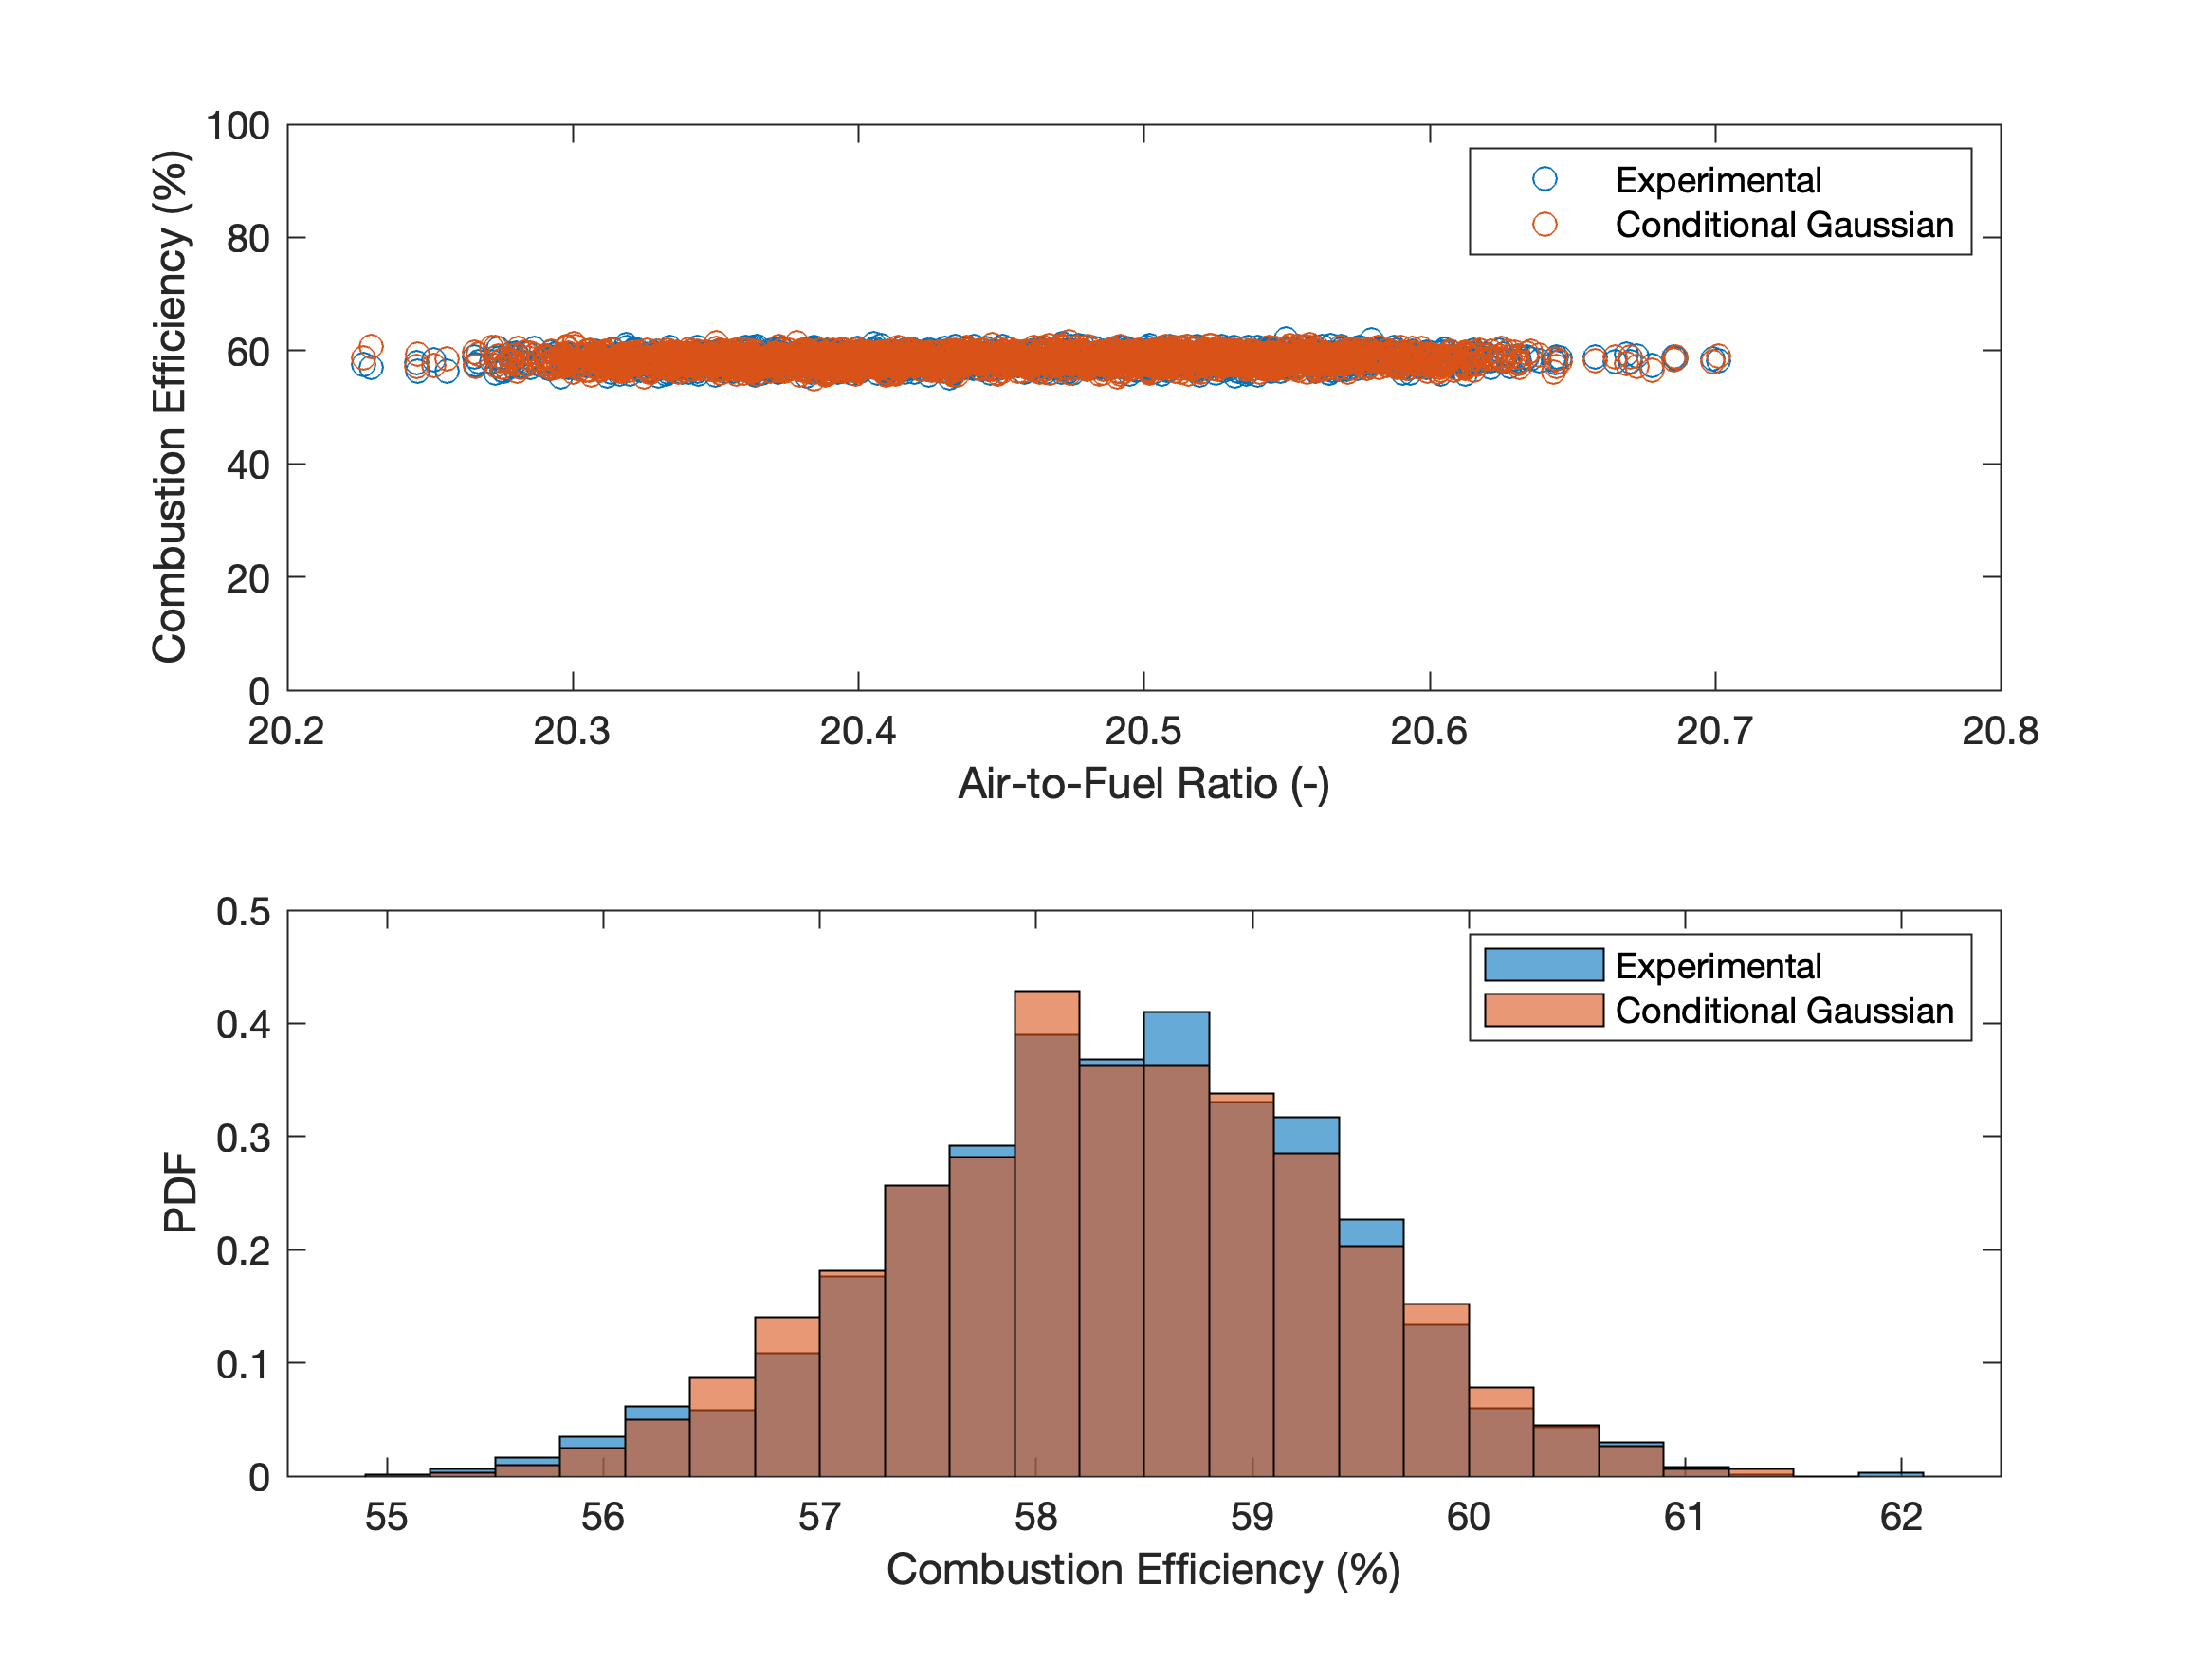 100
80
60
40
20
0
Combustion Efficiency (%)
Experimental
Conditional Gaussian
20.2 20.3 20.4 20.5 20.6 20.7 20.8
Air-to-Fuel Ratio (-)
0.5
0.4
0.3
0.2
0.1
0
PDF
Experimental
Conditional Gaussian
55 56 57 58 59 60 61 62
Combustion Efficiency (%)